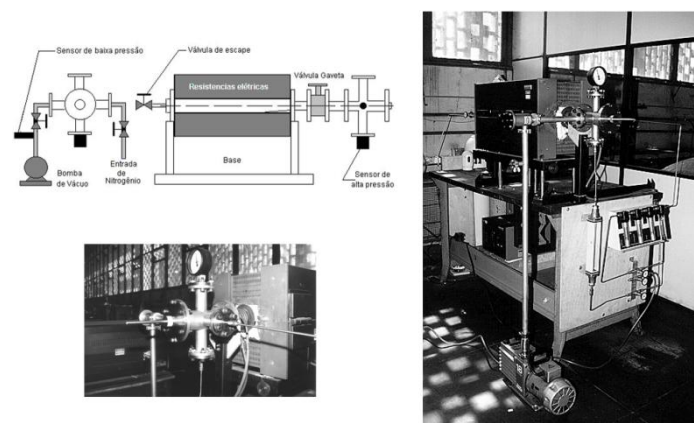 Sensor de baixa pressão
Válvula de escape
Resistencias elétricas
Válvula Gaveta
Base
Bomba
de Vácuo
Entrada
de
Nitrogênio
Sensor de
alta pressão